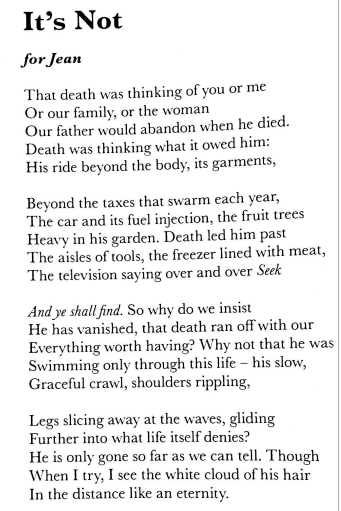 It's Not
for Jean
That death was thinking of you or me
Or our family, or the woman
Our father would abandon when he died.
Death was thinking what it owed him:
His ride beyond the body, its garments,
Beyond the taxes that swarm each year,
The car and its fuel injection, the fruit trees
Heavy in his garden. Death led him past
The aisles of tools, the freezer lined with meat,
The television saying over and over Seek
And ye shall find. So why do we insist
He has vanished, that death ran off with our
Everything worth having? Why not that he was
Swimming only through this life – his slow,
Graceful crawl, shoulders rippling,
Legs slicing away at the waves, gliding
Further into what life itself denies?
He is only gone so far as we can tell. Though
When I try, I see the white cloud of his hair
In the distance like an eternity.